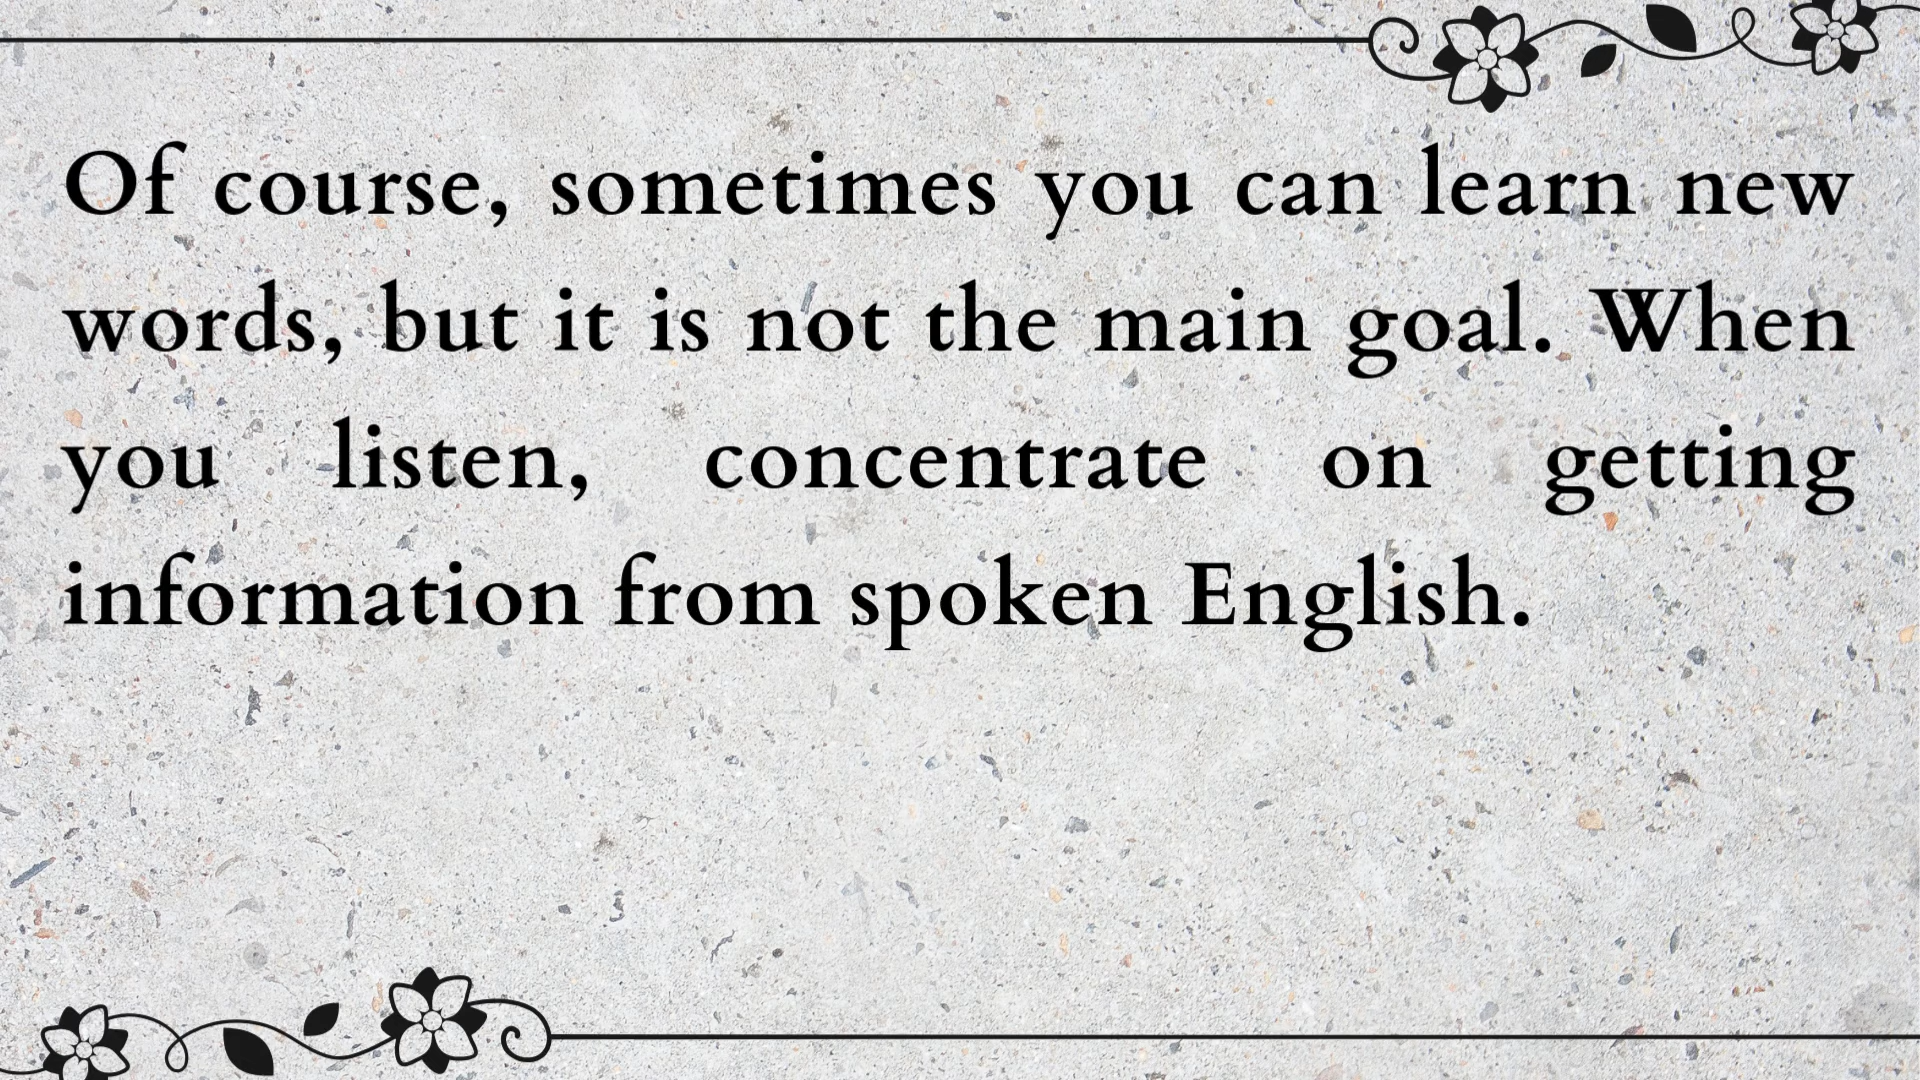 Of course, sometimes you can learn new
words, but it is not the main goal. When
you listen, concentrate on getting
information from spoken English.